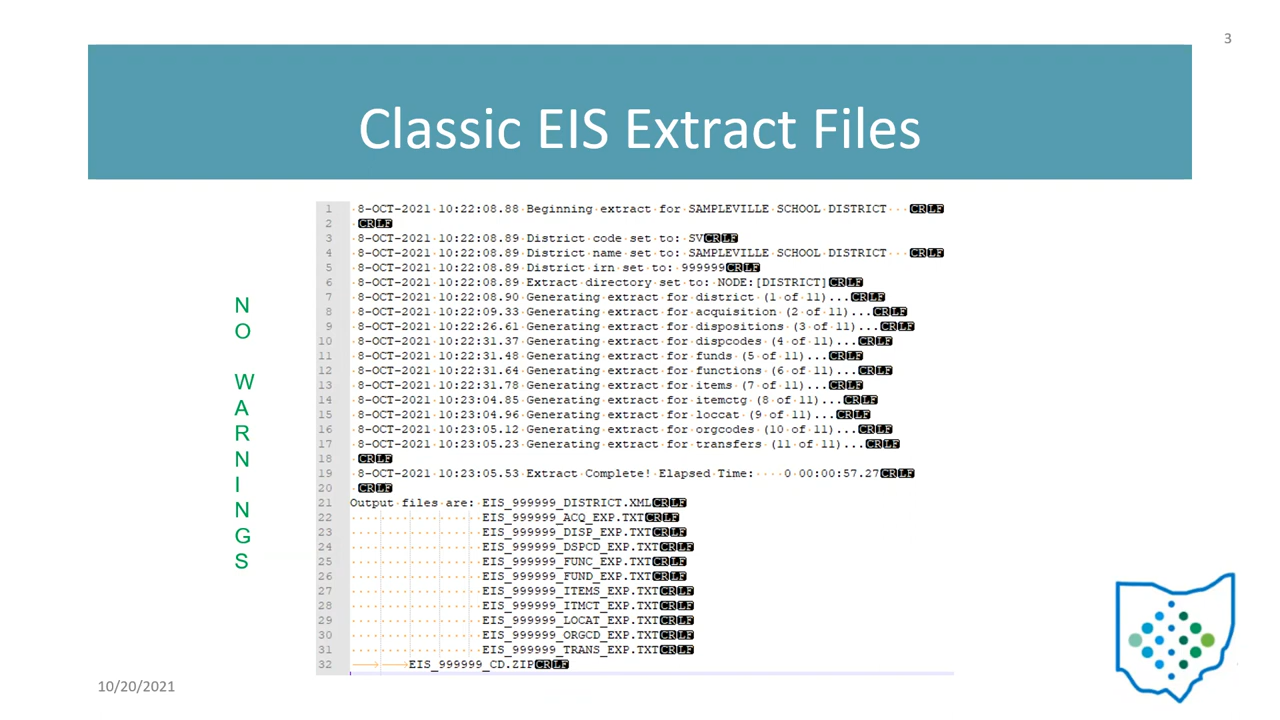 3
Classic EIS Extract Files
NO WARNINGS
1 8-OCT-2021 10:22:08.88 Beginning extract for SAMPLEVILLE SCHOOL DISTRICT CRLF
2 CRLF
3 8-OCT-2021 10:22:08.89 District code set to: SVCRLF
4 8-OCT-2021 10:22:08.89 District name set to: SAMPLEVILLE SCHOOL DISTRICT CRLF
5 8-OCT-2021 10:22:08.89 District irn set to: 999999CRLF
6 8-OCT-2021 10:22:08.89 Extract directory set to: NODE:[DISTRICT]CRLF
7 8-OCT-2021 10:22:08.90 Generating extract for district (1 of 11)...CRLF
8 8-OCT-2021 10:22:09.33 Generating extract for acquisition (2 of 11)...CRLF
9 8-OCT-2021 10:22:26.61 Generating extract for dispositions (3 of 11)...CRLF
10 8-OCT-2021 10:22:31.37 Generating extract for dispcodes (4 of 11)...CRLF
11 8-OCT-2021 10:22:31.48 Generating extract for funds (5 of 11)...CRLF
12 8-OCT-2021 10:22:31.64 Generating extract for functions (6 of 11)...CRLF
13 8-OCT-2021 10:22:31.78 Generating extract for items (7 of 11)...CRLF
14 8-OCT-2021 10:23:04.85 Generating extract for itemctg (8 of 11)...CRLF
15 8-OCT-2021 10:23:04.96 Generating extract for loccat (9 of 11)...CRLF
16 8-OCT-2021 10:23:05.12 Generating extract for orgcodes (10 of 11)...CRLF
17 8-OCT-2021 10:23:05.23 Generating extract for transfers (11 of 11)...CRLF
18 CRLF
19 8-OCT-2021 10:23:05.53 Extract Complete! Elapsed Time: 0 00:00:57.27CRLF
20 CRLF
21 Output files are: EIS_999999_DISTRICT.XMLCRLF
22 EIS_999999_ACQ_EXP.TXTCRLF
23 EIS_999999_DISP_EXP.TXTCRLF
24 EIS_999999_DSPCD_EXP.TXTCRLF
25 EIS_999999_FUNC_EXP.TXTCRLF
26 EIS_999999_FUND_EXP.TXTCRLF
27 EIS_999999_ITEMS_EXP.TXTCRLF
28 EIS_999999_ITMCT_EXP.TXTCRLF
29 EIS_999999_LOCAT_EXP.TXTCRLF
30 EIS_999999_ORGCD_EXP.TXTCRLF
31 EIS_999999_TRANS_EXP.TXTCRLF
32 EIS_999999_CD.ZIPCRLF
10/20/2021